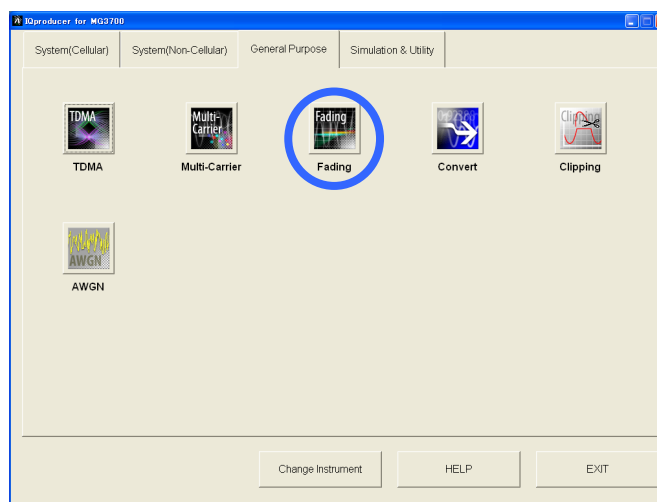 IQproducer for MG3700
System(Cellular) System(Non-Cellular) General Purpose Simulation & Utility
TDMA Multi-Carrier Fading Convert Clipping
TDMA Multi-Carrier Fading Convert Clipping
AWGN
AWGN
Change Instrument HELP EXIT